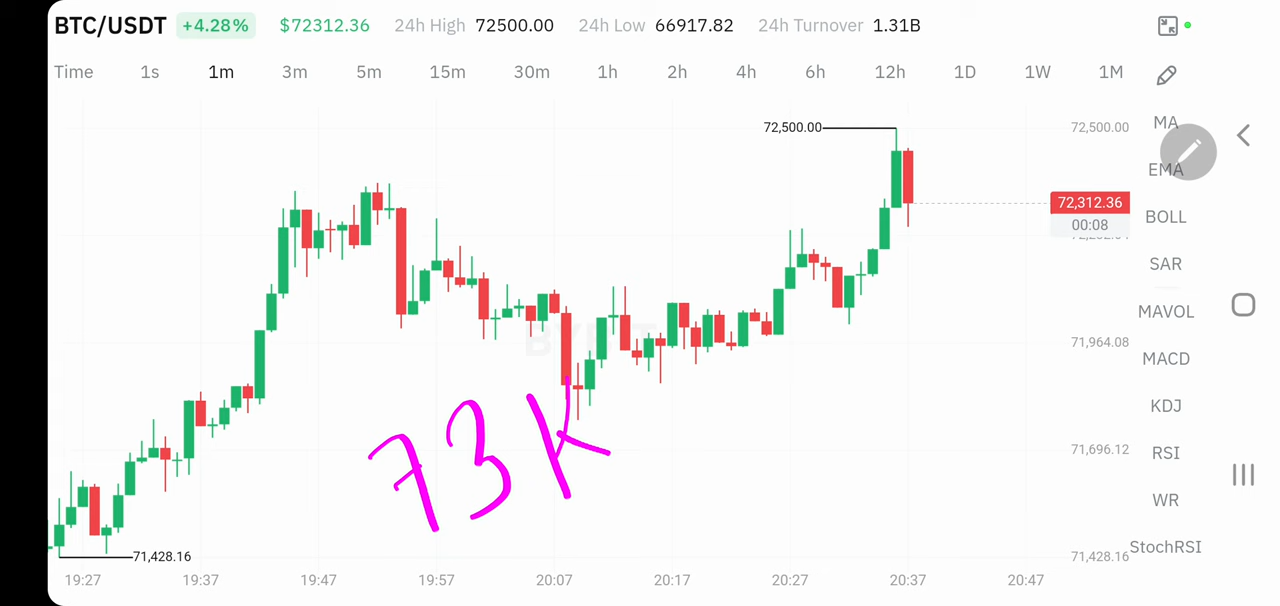 BTC/USDT +4.28% $72312.36 24h High 72500.00 24h Low 66917.82 24h Turnover 1.31B
Time 1s 1m 3m 5m 15m 30m 1h 2h 4h 6h 12h 1D 1W 1M
72,500.00
72,500.00
MA
EMA
72,312.36
00:08
BOLL
SAR
MAVOL
71,964.08
MACD
KDJ
73K
71,696.12
RSI
WR
71,428.16
71,428.16
StochRSI
19:27 19:37 19:47 19:57 20:07 20:17 20:27 20:37 20:47